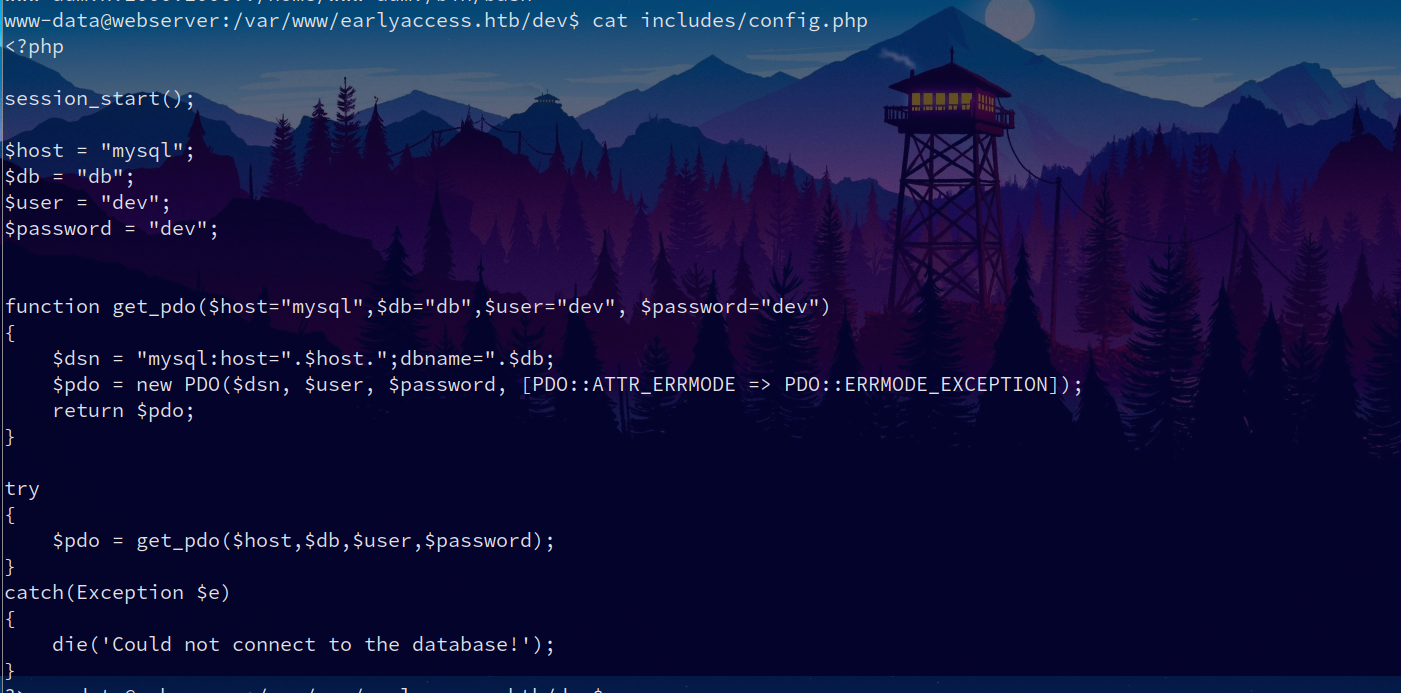 www-data@webserver:/var/www/earlyaccess.htb/dev$ cat includes/config.php
<?php
session_start();
$host = "mysql";
$db = "db";
$user = "dev";
$password = "dev";
function get_pdo($host="mysql",$db="db",$user="dev", $password="dev")
{
    $dsn = "mysql:host=".$host.";dbname=".$db;
    $pdo = new PDO($dsn, $user, $password, [PDO::ATTR_ERRMODE => PDO::ERRMODE_EXCEPTION]);
    return $pdo;
}
try
{
    $pdo = get_pdo($host,$db,$user,$password);
}
catch(Exception $e)
{
    die('Could not connect to the database!');
}